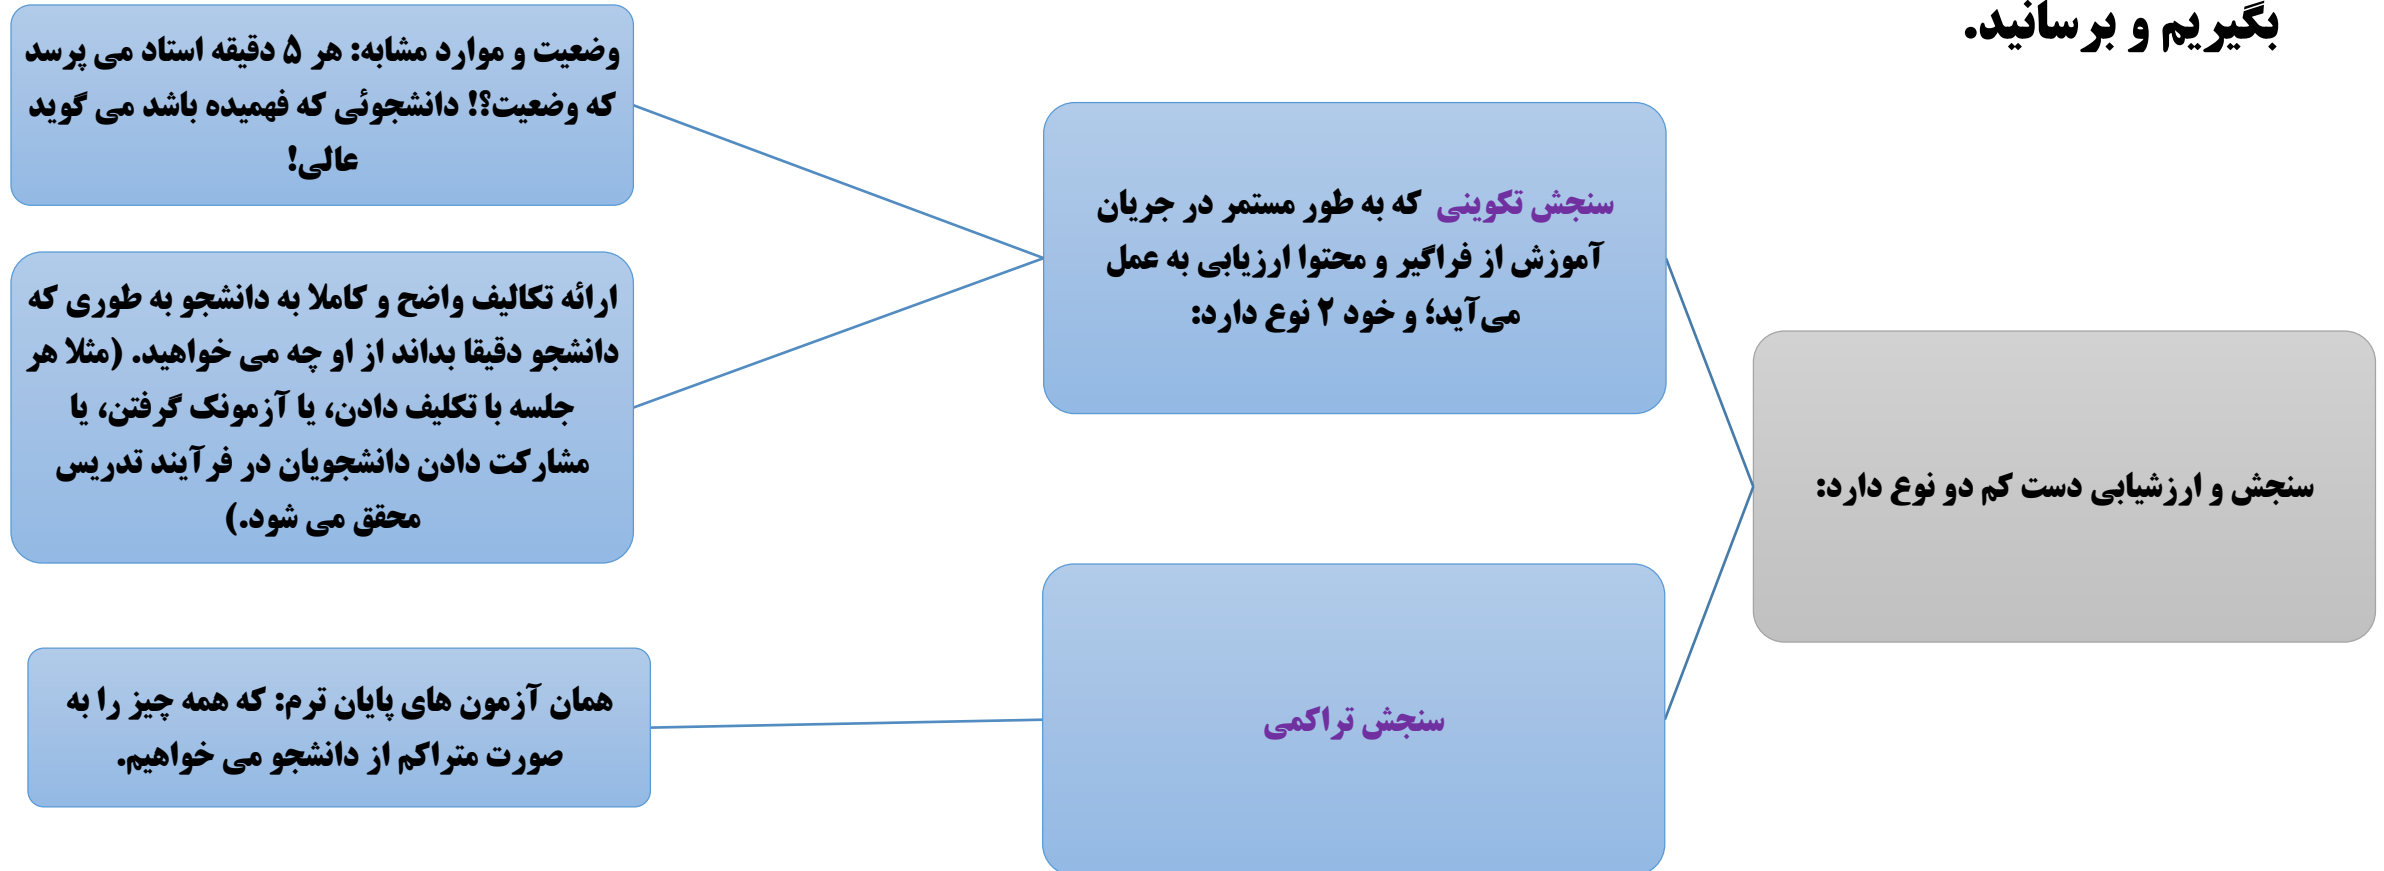 بگیریم و برسانید.
سنجش و ارزشیابی دست کم دو نوع دارد:
سنجش تکوینی که به طور مستمر در جریان
آموزش از فراگیر و محتوا ارزیابی به عمل
می‌آید؛ و خود ۲ نوع دارد:
وضعیت و موارد مشابه: هر ۵ دقیقه استاد می پرسد
که وضعیت؟! دانشجوئی که فهمیده باشد می گوید
عالی!
ارائه تکالیف واضح و کاملا به دانشجو به طوری که
دانشجو دقیقا بداند از او چه می خواهید. (مثلا هر
جلسه با تکلیف دادن، یا آزمونک گرفتن، یا
مشارکت دادن دانشجویان در فرآیند تدریس
محقق می شود.)
سنجش تراکمی
همان آزمون های پایان ترم: که همه چیز را به
صورت متراکم از دانشجو می خواهیم.